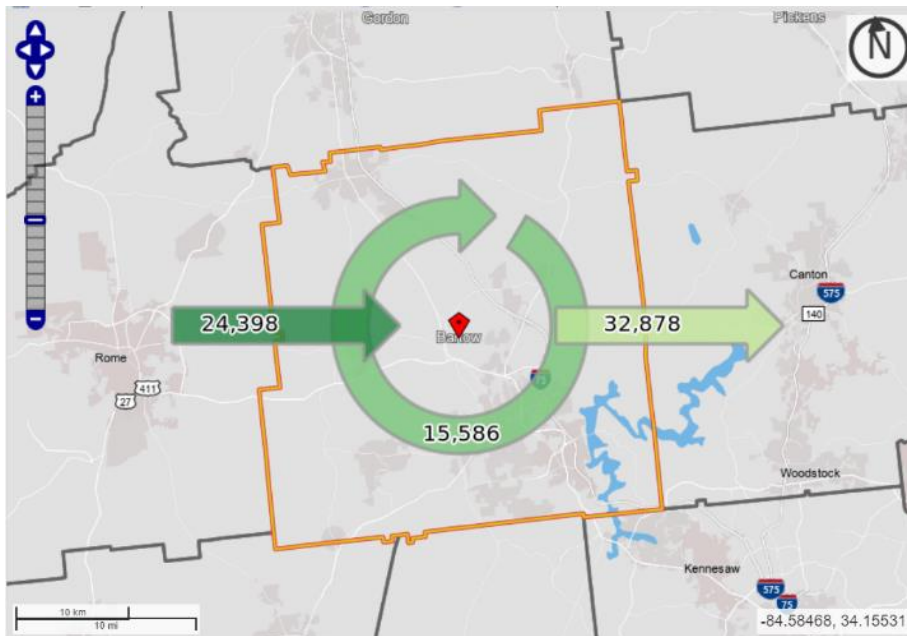 Gordon
Pickens
N
+
Canton
575
140
24,398
32,878
Bartow
Rome
411
27
75
15,586
Woodstock
Kennesaw
575
75
10 km
10 mi
-84.58468, 34.15531